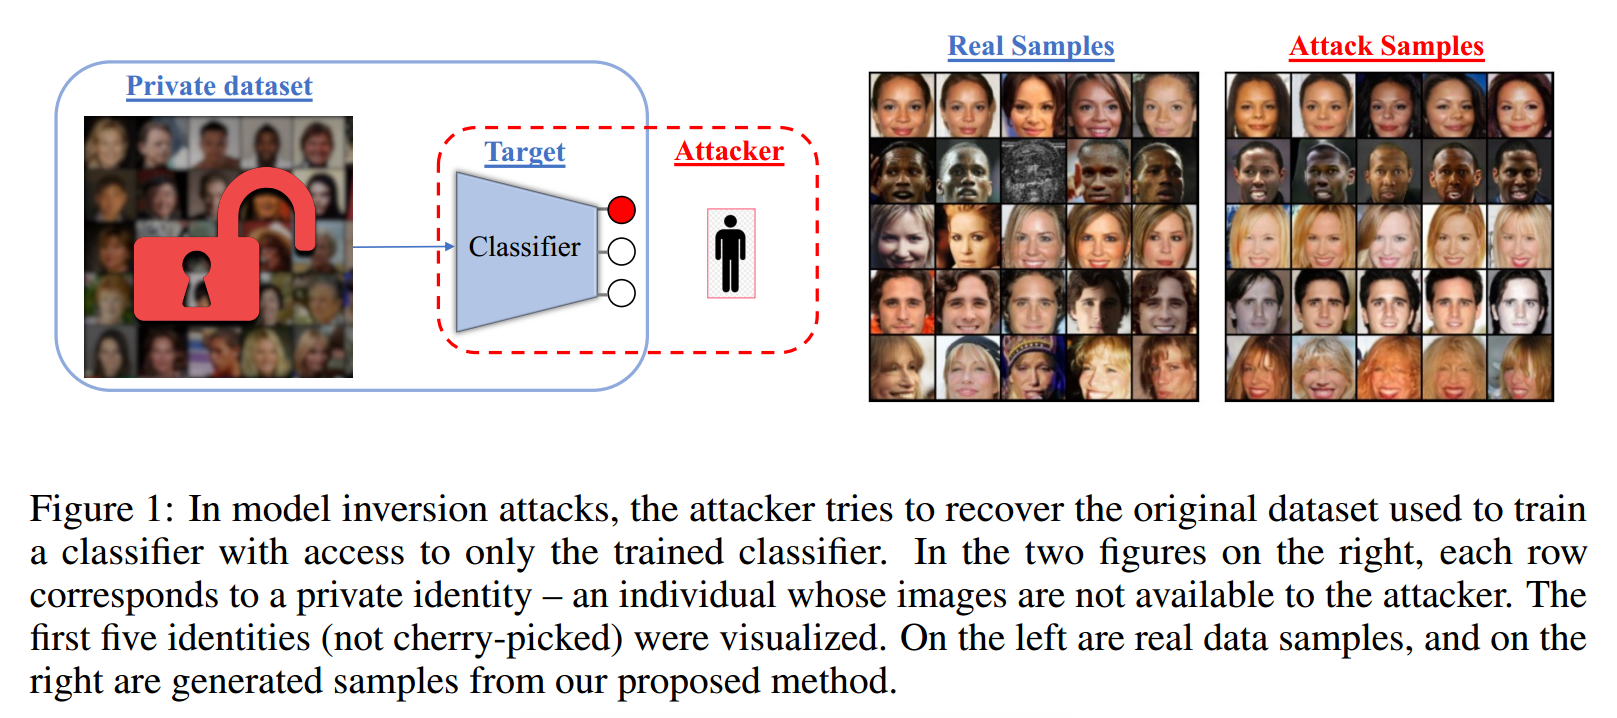 Private dataset
Target
Attacker
Classifier
Real Samples
Attack Samples
Figure 1: In model inversion attacks, the attacker tries to recover the original dataset used to train
a classifier with access to only the trained classifier. In the two figures on the right, each row
corresponds to a private identity – an individual whose images are not available to the attacker. The
first five identities (not cherry-picked) were visualized. On the left are real data samples, and on the
right are generated samples from our proposed method.